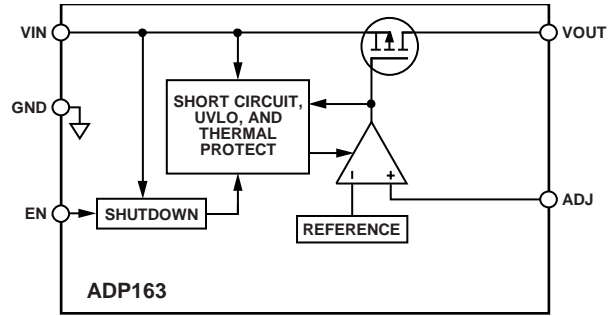 VIN
VOUT
GND
SHORT CIRCUIT,
UVLO, AND
THERMAL
PROTECT
– +
ADJ
EN
SHUTDOWN
REFERENCE
ADP163